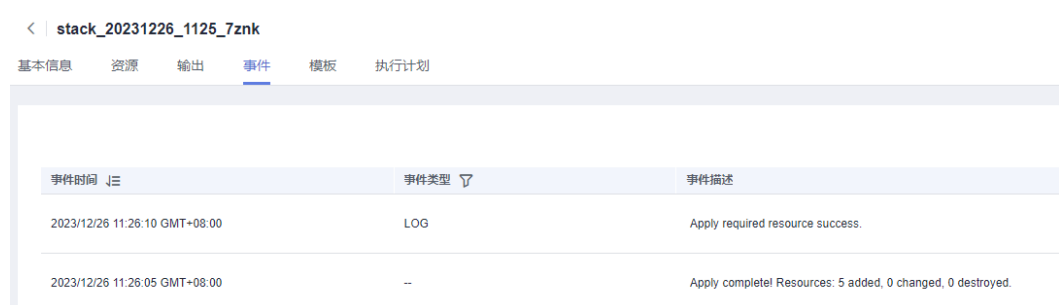 stack_20231226_1125_7znk
基本信息 资源 输出 事件 模板 执行计划
事件时间 事件类型 事件描述
2023/12/26 11:26:10 GMT+08:00 LOG Apply required resource success.
2023/12/26 11:26:05 GMT+08:00 -- Apply complete! Resources: 5 added, 0 changed, 0 destroyed.